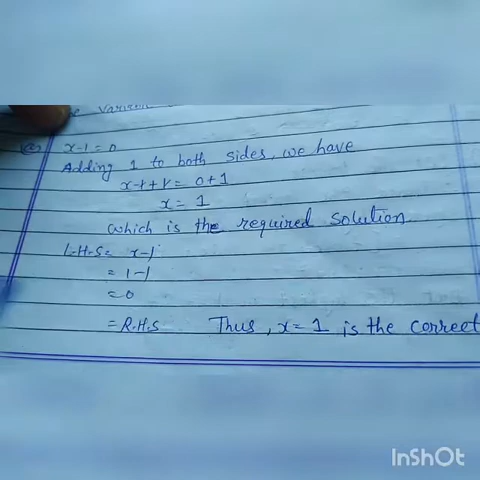 (a) x-1=0
Adding 1 to both sides, we have
x-1+1=0+1
x=1
which is the required solution.
L.H.S= x-1
= 1-1
=0
=R.H.S Thus, x=1 is the correct
InShOt